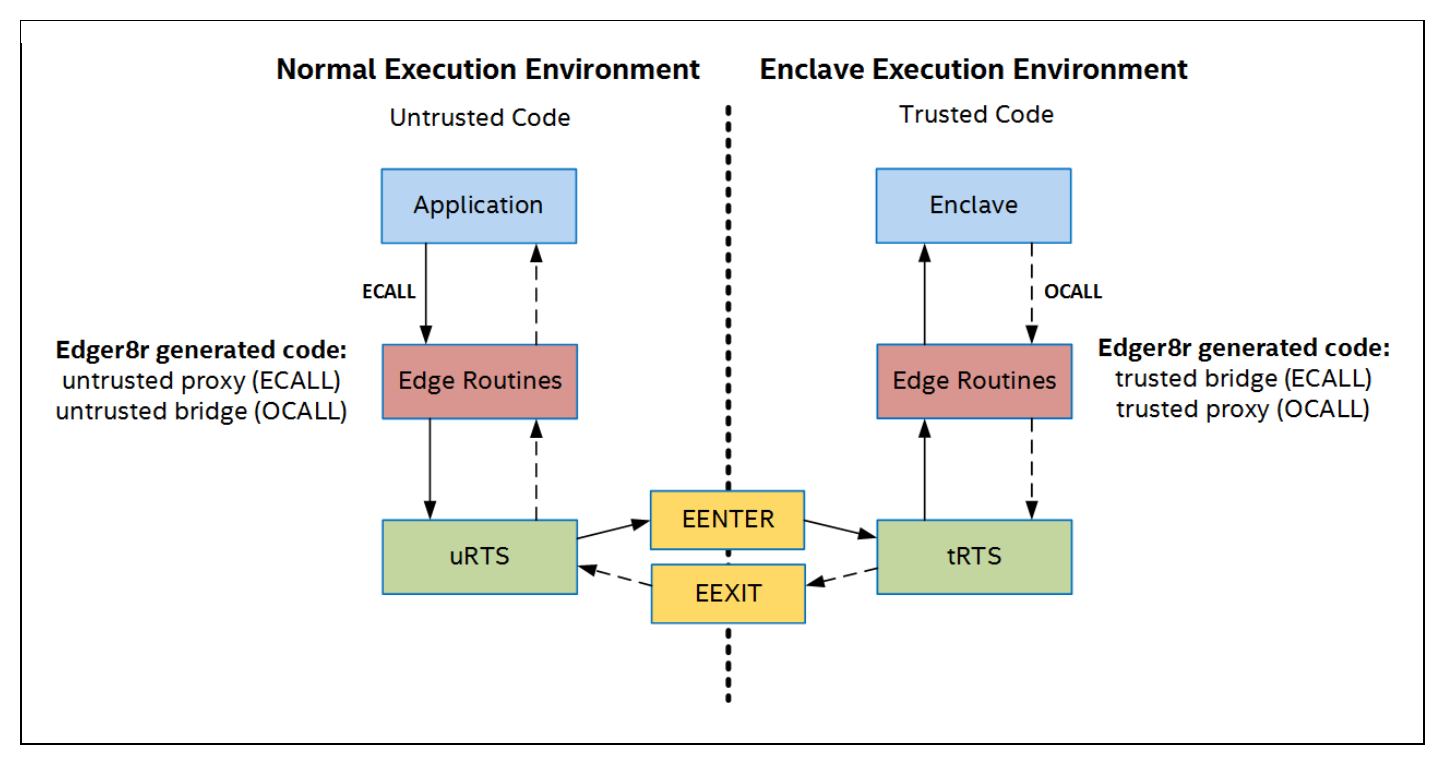 Normal Execution Environment
Enclave Execution Environment
Untrusted Code
Trusted Code
Application
Enclave
ECALL
OCALL
Edger8r generated code:
untrusted proxy (ECALL)
untrusted bridge (OCALL)
Edge Routines
Edge Routines
Edger8r generated code:
trusted bridge (ECALL)
trusted proxy (OCALL)
EENTER
uRTS
tRTS
EEXIT